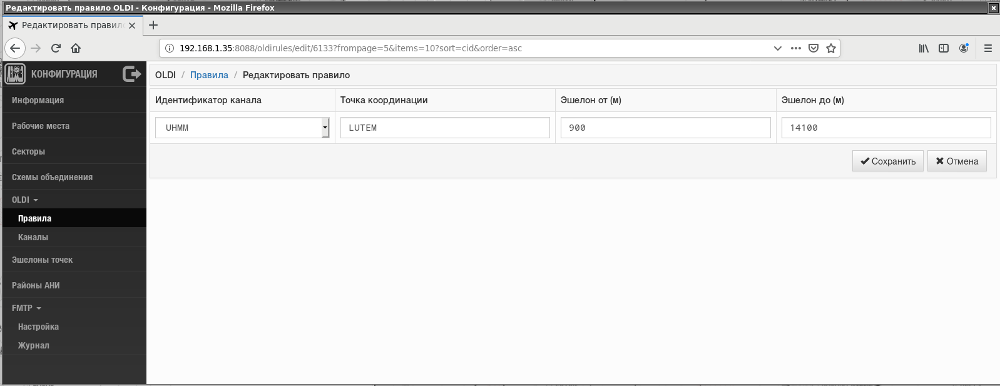 Редактировать правило OLDI - Конфигурация - Mozilla Firefox
Редактировать правил
192.168.1.35:8088/oldirules/edit/6133?frompage=5&items=10?sort=cid&order=asc
КОНФИГУРАЦИЯ
OLDI / Правила / Редактировать правило
Информация
Рабочие места
Секторы
Схемы объединения
OLDI
Правила
Каналы
Эшелоны точек
Районы АНИ
FMTP
Настройка
Журнал
Идентификатор канала
Точка координации
Эшелон от (м)
Эшелон до (м)
UHMM
LUTEM
900
14100
Сохранить
Отмена